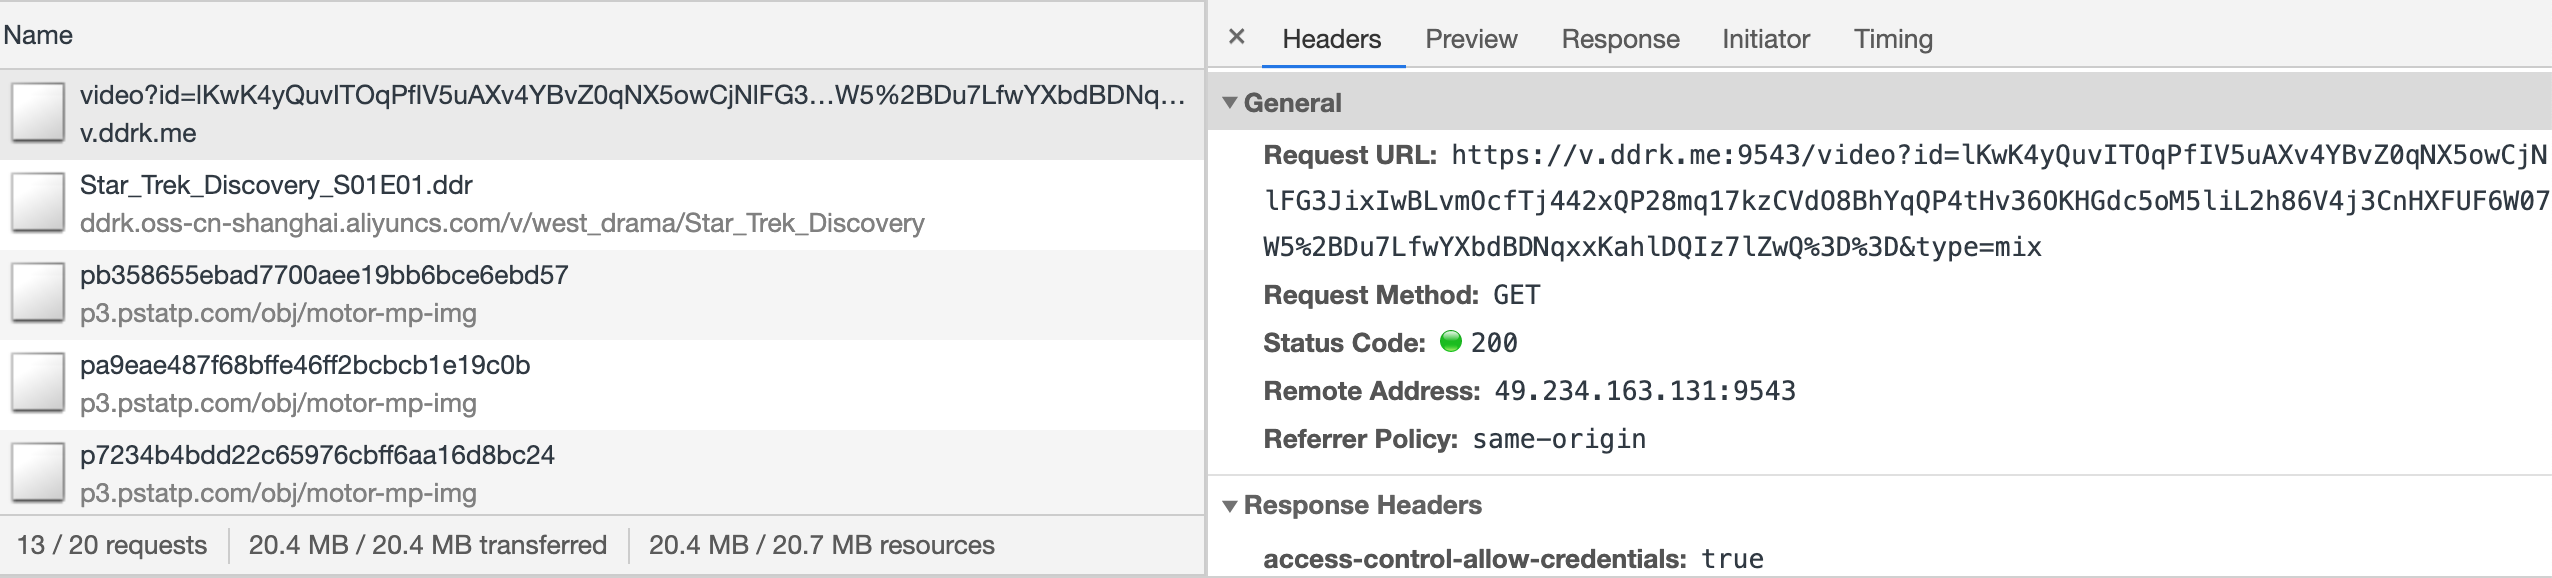 Name
video?id=lKwK4yQuvITOqPfIV5uAXv4YBvZ0qNX5owCjNlFG3…W5%2BDu7LfwYXbdBDNq…
v.ddrk.me
Star_Trek_Discovery_S01E01.ddr
ddrk.oss-cn-shanghai.aliyuncs.com/v/west_drama/Star_Trek_Discovery
pb358655ebad7700aee19bb6bce6ebd57
p3.pstatp.com/obj/motor-mp-img
pa9eae487f68bffe46ff2bcbcb1e19c0b
p3.pstatp.com/obj/motor-mp-img
p7234b4bdd22c65976cbff6aa16d8bc24
p3.pstatp.com/obj/motor-mp-img
13 / 20 requests
20.4 MB / 20.4 MB transferred
20.4 MB / 20.7 MB resources
× Headers Preview Response Initiator Timing
▼ General
Request URL: https://v.ddrk.me:9543/video?id=lKwK4yQuvITOqPfIV5uAXv4YBvZ0qNX5owCjN
lFG3JixIwBLvmOcfTj442xQP28mq17kzCVdO8BhYqQP4tHv36OKHGdc5oM5liL2h86V4j3CnHXFUF6W07
W5%2BDu7LfwYXbdBDNqxxKahlDQIz7lZwQ%3D%3D&type=mix
Request Method: GET
Status Code: 200
Remote Address: 49.234.163.131:9543
Referrer Policy: same-origin
▼ Response Headers
access-control-allow-credentials: true